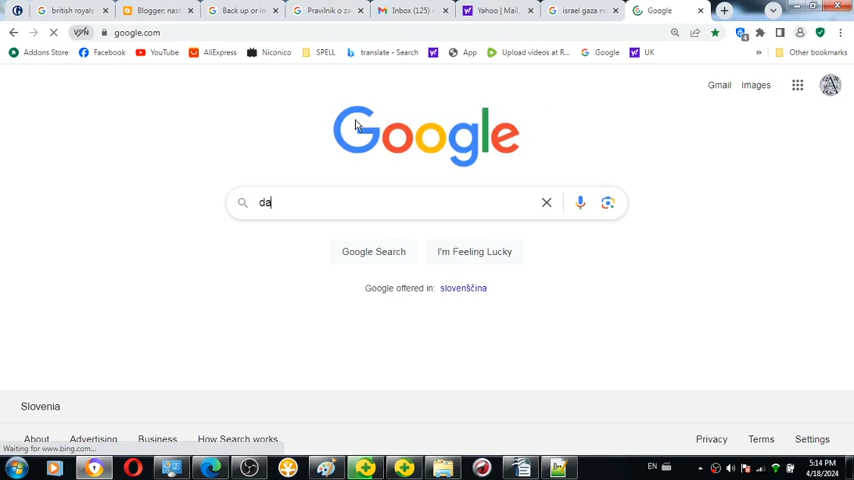 british royals
Blogger: nast
Back up or in
Pravilnik o za
Inbox (125) -
Yahoo | Mail,
israel gaza n
Google
VPN
google.com
Addons Store
Facebook
YouTube
AliExpress
Niconico
SPELL
translate - Search
App
Upload videos at R...
Google
UK
»
Other bookmarks
Gmail
Images
Google
da
Google Search
I'm Feeling Lucky
Google offered in: slovenščina
Slovenia
About
Advertising
Business
How Search works
Privacy
Terms
Settings
Waiting for www.bing.com...
EN
5:14 PM
4/18/2024